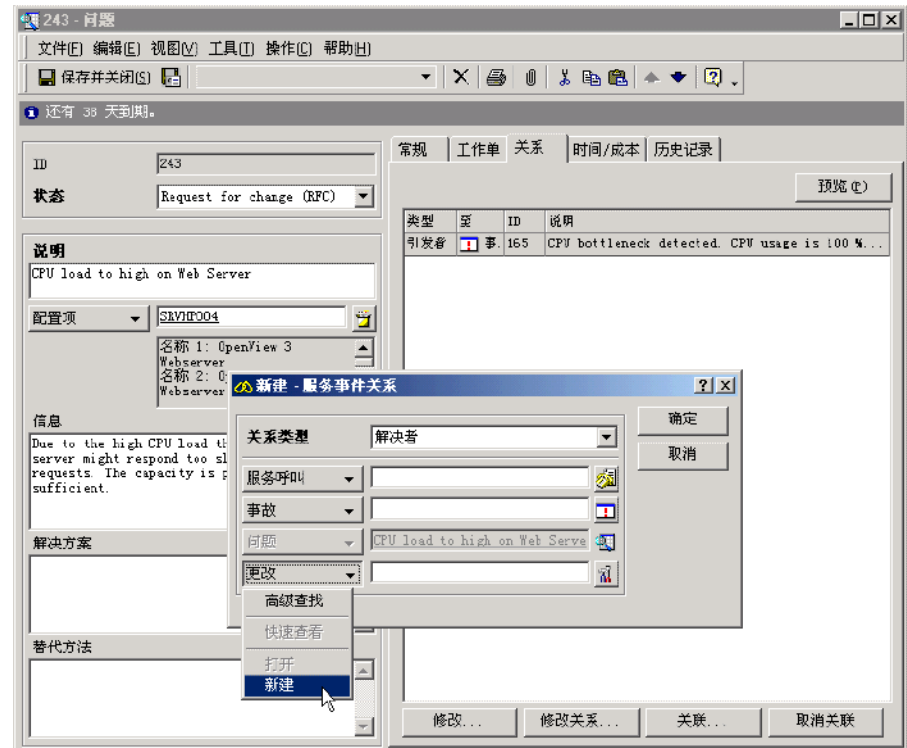 243 - 问题
文件(F) 编辑(E) 视图(V) 工具(T) 操作(C) 帮助(H)
保存并关闭(S)
还有 38 天到期。
ID 243
状态 Request for change (RFC)
说明
CPU load to high on Web Server
配置项 SRVHP004
名称 1: OpenView 3
Webserver
名称 2:
Webserver
信息
Due to the high CPU load
server might respond too
requests. The capacity is
sufficient.
解决方案
替代方法
常规 工作单 关系 时间/成本 历史记录
预览(E)
类型 至 ID 说明
引发者 事. 165 CPU bottleneck detected. CPU usage is 100 %...
新建 - 服务事件关系
关系类型 解决者
确定
取消
服务呼叫
事故
问题 CPU load to high on Web Serve
更改
高级查找
快速查看
打开
新建
修改... 修改关系... 关联... 取消关联